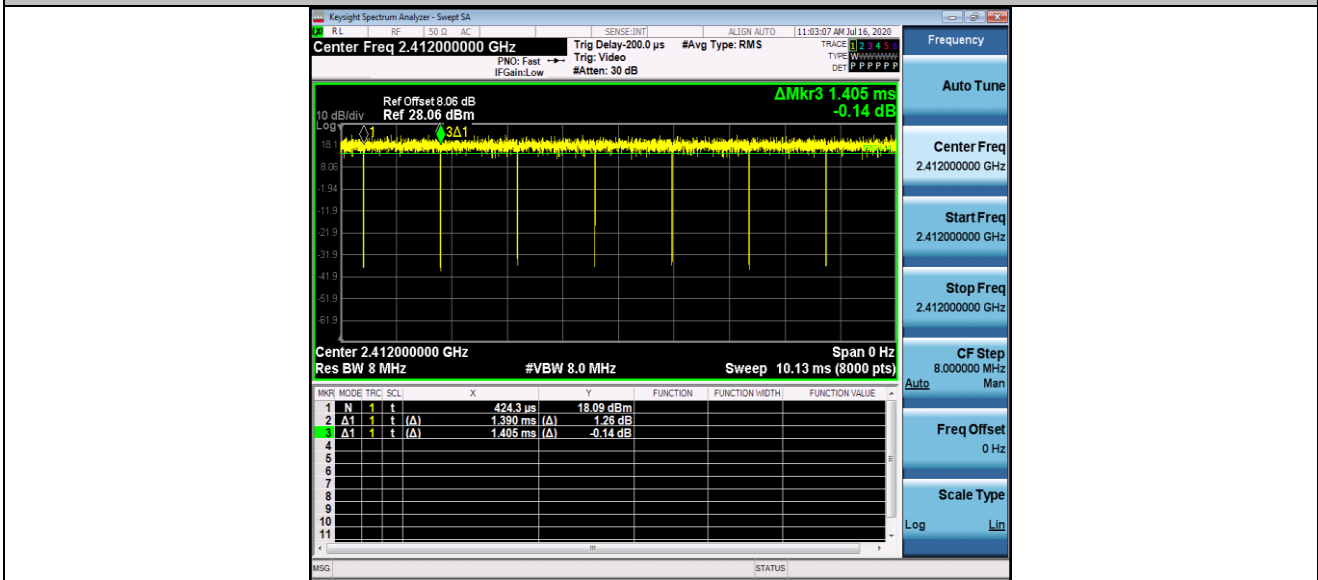 Keysight Spectrum Analyzer - Swept SA
RL RF 50 Ω AC SENSE:INT ALIGN AUTO 11:03:07 AM Jul 16, 2020
Center Freq 2.412000000 GHz
PNO: Fast
IFGain:Low
Trig Delay-200.0 µs
Trig: Video
#Atten: 30 dB
#Avg Type: RMS
TRACE 1 2 3 4 5 6
TYPE WWWWWW
DET P P P P P P
Frequency
Auto Tune
Center Freq
2.412000000 GHz
Start Freq
2.412000000 GHz
Stop Freq
2.412000000 GHz
CF Step
8.000000 MHz
Auto Man
Freq Offset
0 Hz
Scale Type
Log Lin
ΔMkr3 1.405 ms
-0.14 dB
Ref Offset 8.06 dB
10 dB/div Ref 28.06 dBm
Log
1 3Δ1
18.1
8.06
-1.94
-11.9
-21.9
-31.9
-41.9
-51.9
-61.9
Center 2.412000000 GHz Span 0 Hz
Res BW 8 MHz #VBW 8.0 MHz Sweep 10.13 ms (8000 pts)
MKR MODE TRC SCL X Y FUNCTION FUNCTION WIDTH FUNCTION VALUE
1 N 1 t 424.3 µs 18.09 dBm
2 Δ1 1 t (Δ) 1.390 ms (Δ) 1.26 dB
3 Δ1 1 t (Δ) 1.405 ms (Δ) -0.14 dB
4
5
6
7
8
9
10
11
MSG STATUS